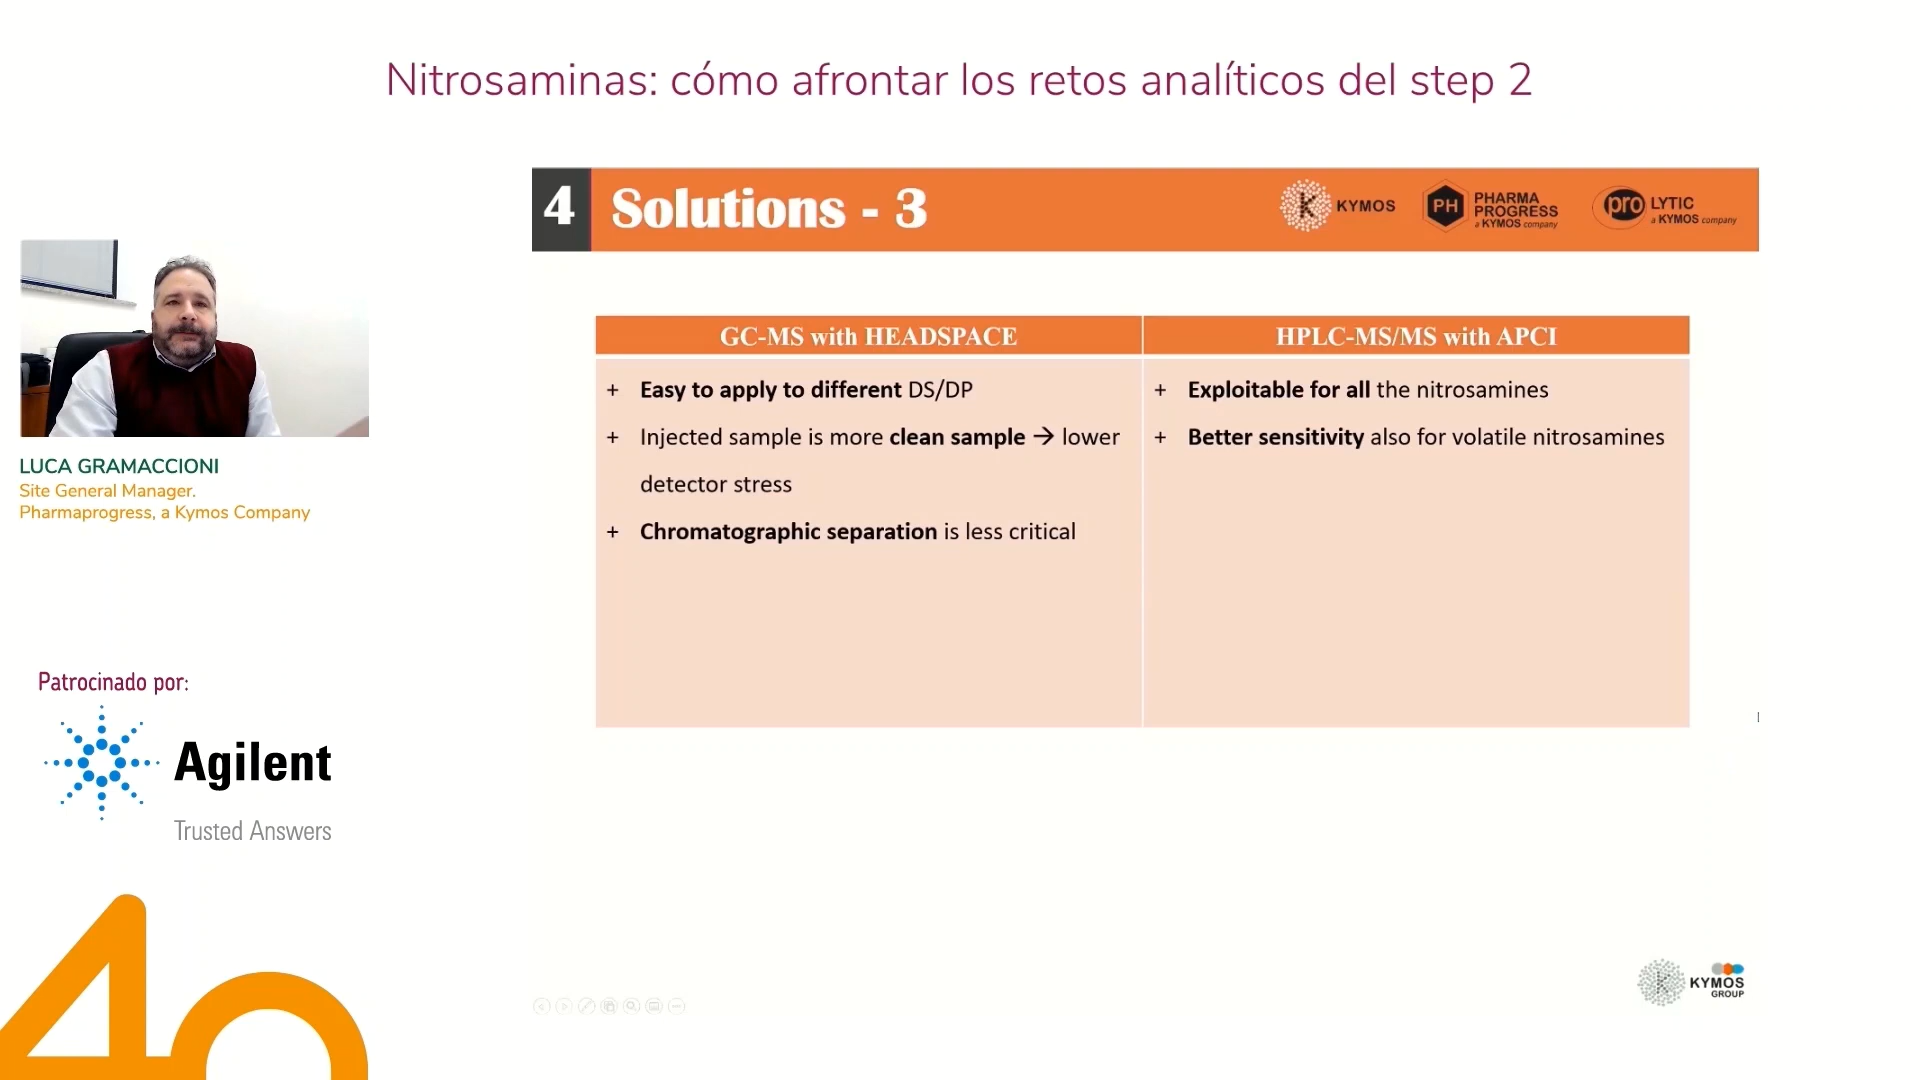 Nitrosaminas: cómo afrontar los retos analíticos del step 2
4 Solutions - 3
K KYMOS
PH PHARMA PROGRESS a KYMOS company
pro LYTIC a KYMOS company
LUCA GRAMACCIONI
Site General Manager.
Pharmaprogress, a Kymos Company
GC-MS with HEADSPACE
+ Easy to apply to different DS/DP
+ Injected sample is more clean sample → lower
detector stress
+ Chromatographic separation is less critical
HPLC-MS/MS with APCI
+ Exploitable for all the nitrosamines
+ Better sensitivity also for volatile nitrosamines
Patrocinado por:
Agilent
Trusted Answers
40
K KYMOS
GROUP